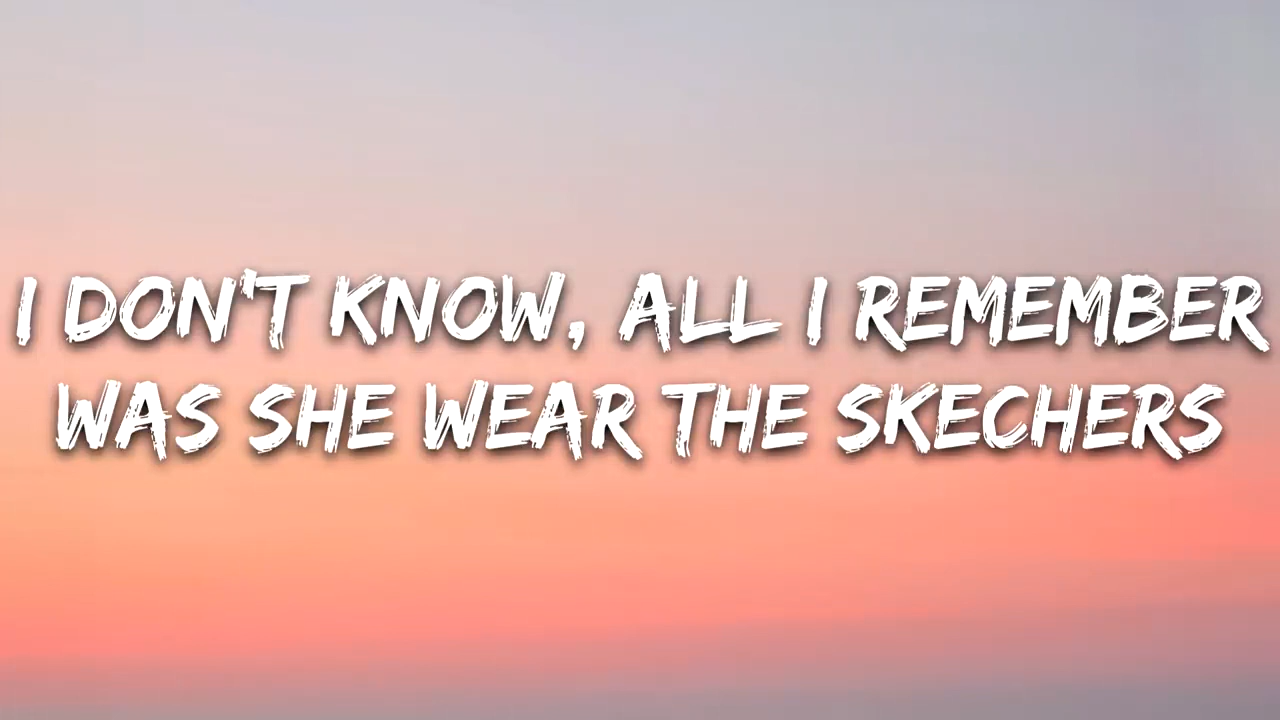 I DON'T KNOW, ALL I REMEMBER
WAS SHE WEAR THE SKECHERS